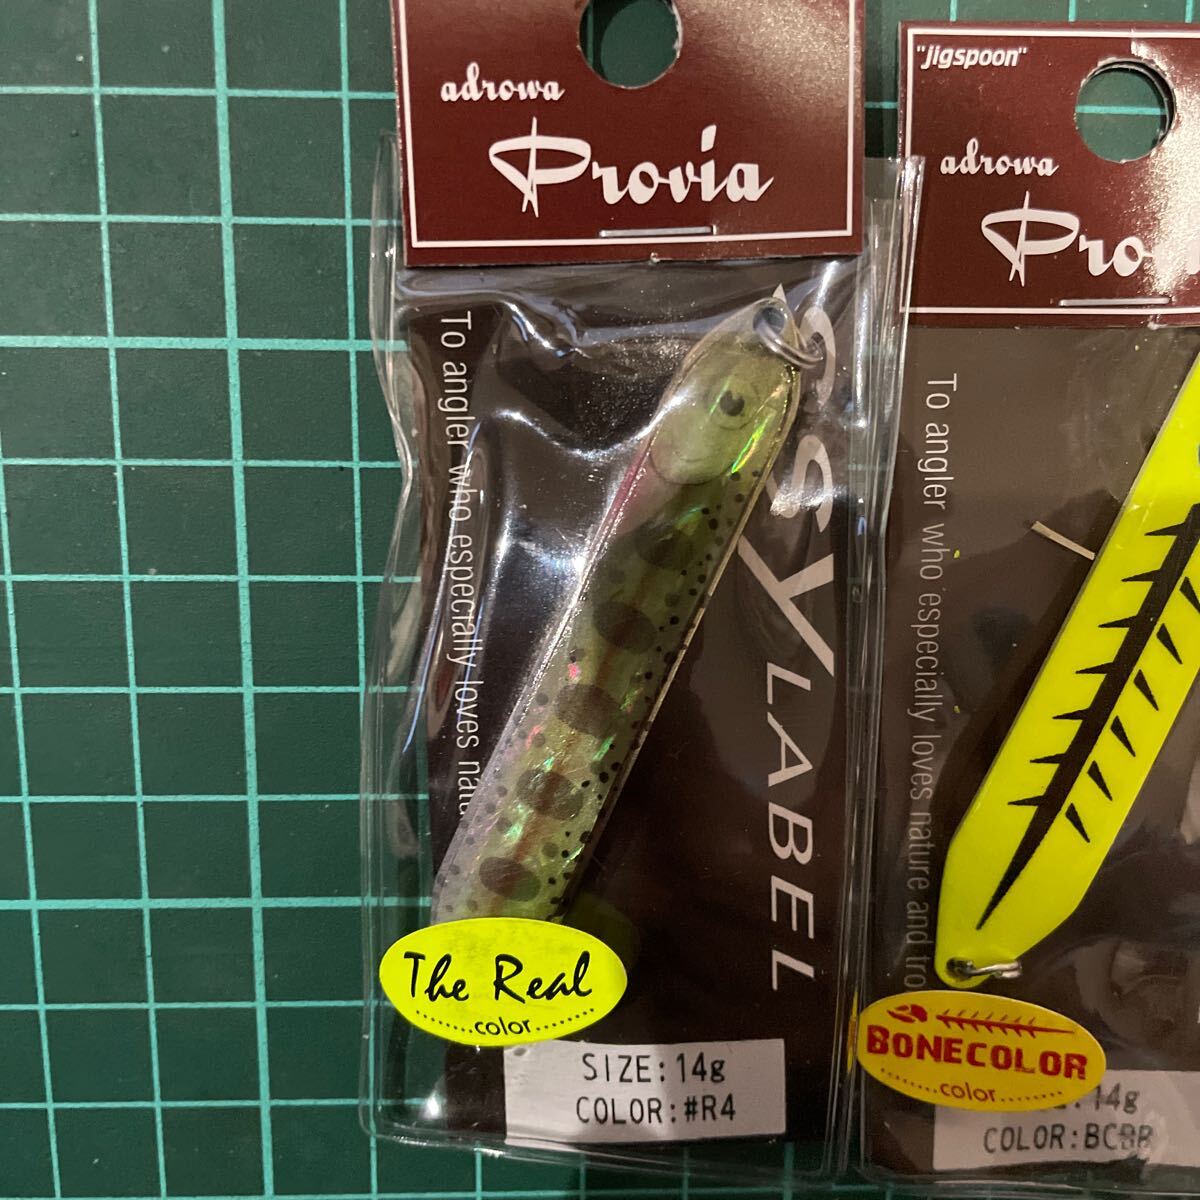 adrowa
Provia
To angler who especially loves natu
SSY LABEL
The Real
color
SIZE:14g
COLOR:#R4
"jigspoon"
adrowa
Pro
To angler who especially loves nature and tro
BONECOLOR
color
:14g
COLOR:BCBB